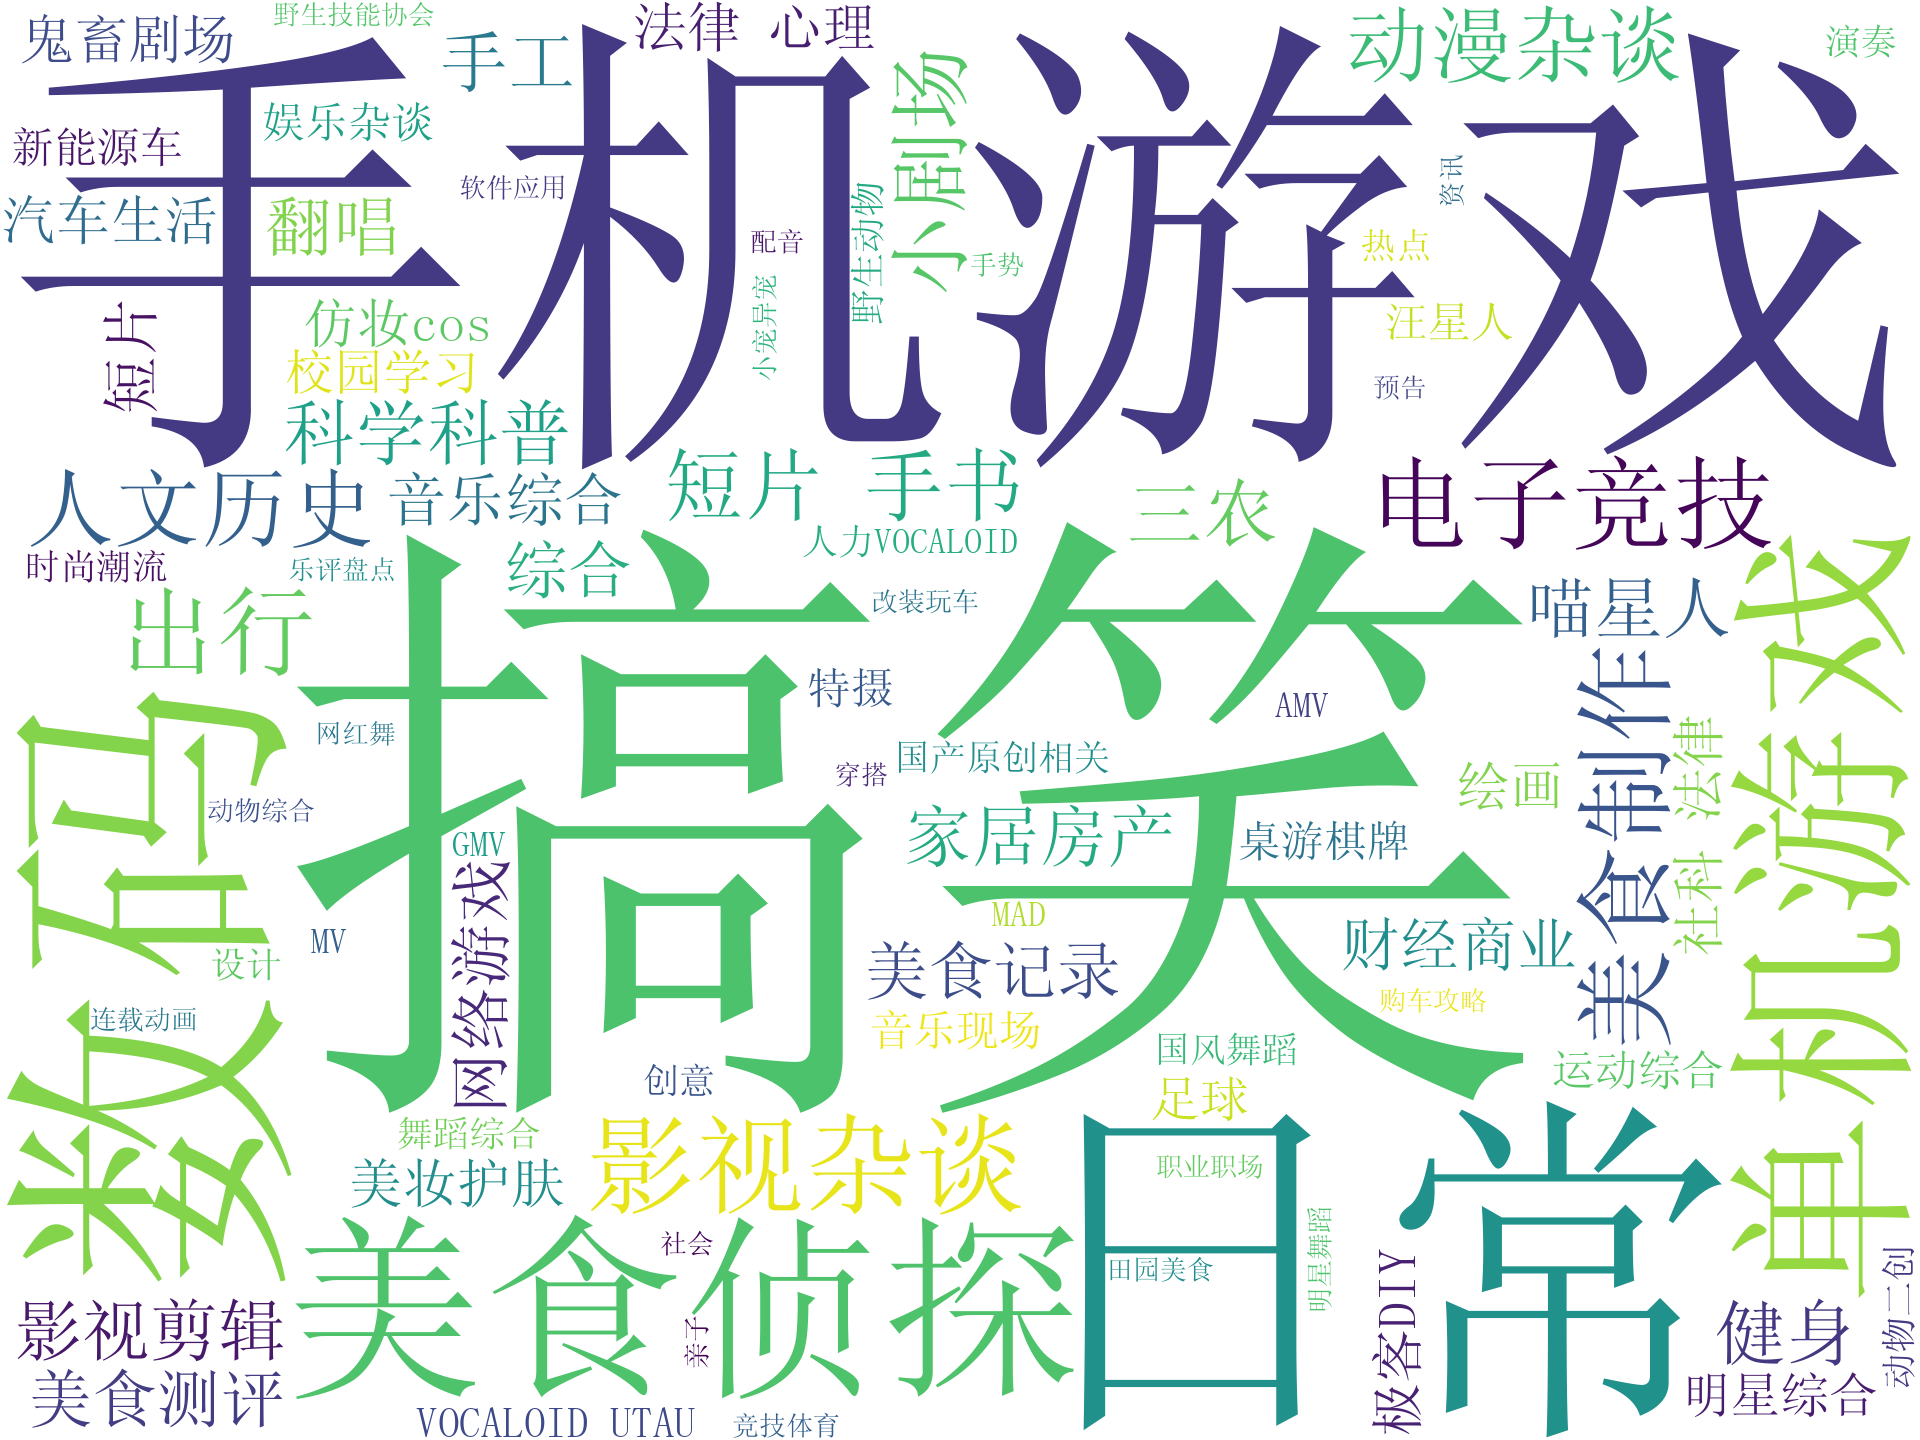 鬼畜剧场
野生技能协会
手工
法律 心理
小剧场
动漫杂谈
演奏
手机游戏
新能源车
娱乐杂谈
汽车生活
翻唱
软件应用
配音
野生动物
手势
资讯
热点
短片
仿妆cos
校园学习
小宠异宠
汪星人
预告
科学科普
人文历史
音乐综合
短片 手书
三农
电子竞技
时尚潮流
乐评盘点
综合
人力VOCALOID
搞笑
改装玩车
喵星人
单机游戏
出行
数码
网红舞
特摄
AMV
美食制作
法律
动物综合
穿搭
国产原创相关
绘画
GMV
家居房产
桌游棋牌
社科
MV
网络游戏
MAD
设计
美食记录
财经商业
连载动画
音乐现场
购车攻略
创意
国风舞蹈
运动综合
足球
舞蹈综合
美妆护肤
影视杂谈
职业职场
日常
美食侦探
社会
田园美食
明星舞蹈
极客DIY
动物二创
影视剪辑
亲子
健身
美食测评
VOCALOID UTAU
竞技体育
明星综合